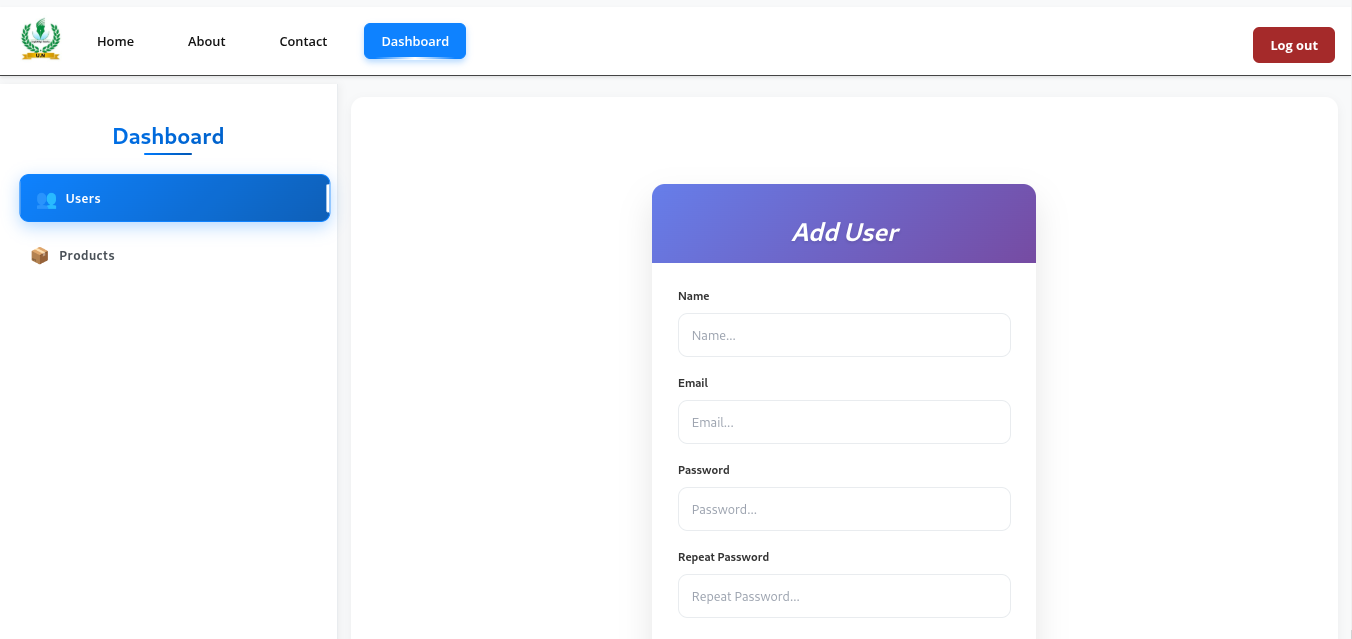 Home
About
Contact
Dashboard
Log out
Dashboard
Users
Products
Add User
Name
Name...
Email
Email...
Password
Password...
Repeat Password
Repeat Password...